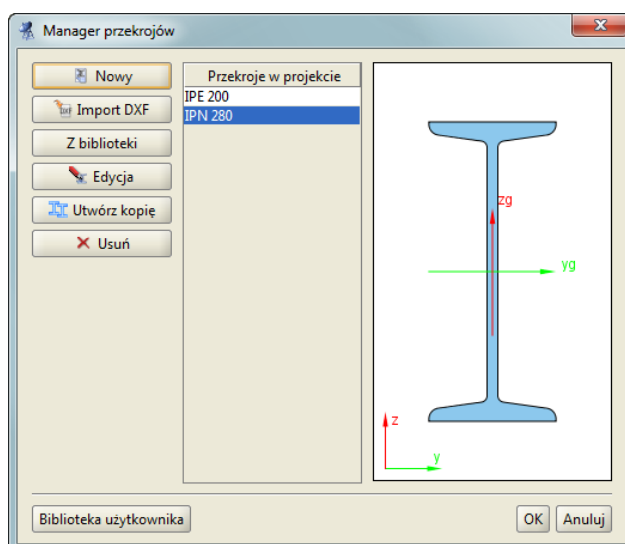 Manager przekrojów
Nowy
Import DXF
Z biblioteki
Edycja
Utwórz kopię
Usuń
Przekroje w projekcie
IPE 200
IPN 280
zg
yg
z
y
Biblioteka użytkownika
OK
Anuluj